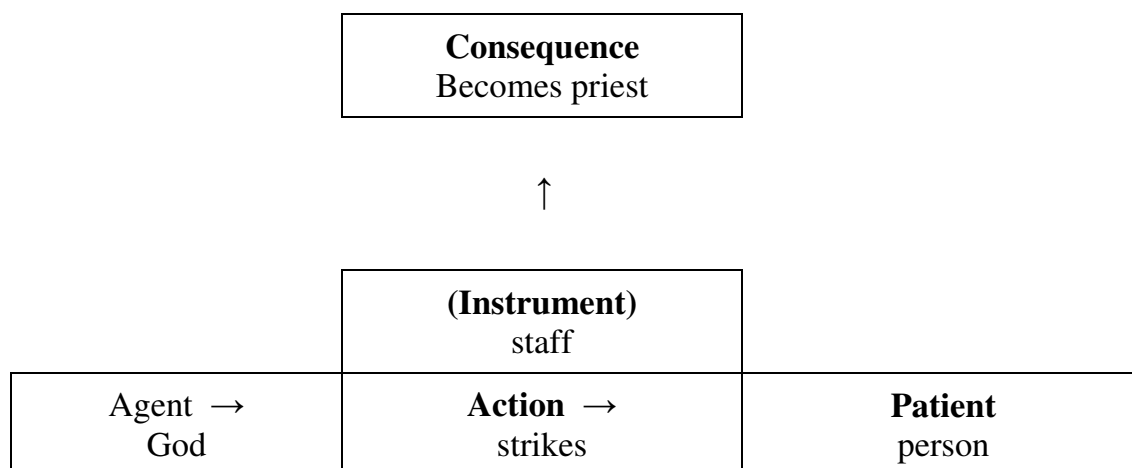 Consequence
Becomes priest
↑
(Instrument)
staff
Agent →
God
Action →
strikes
Patient
person